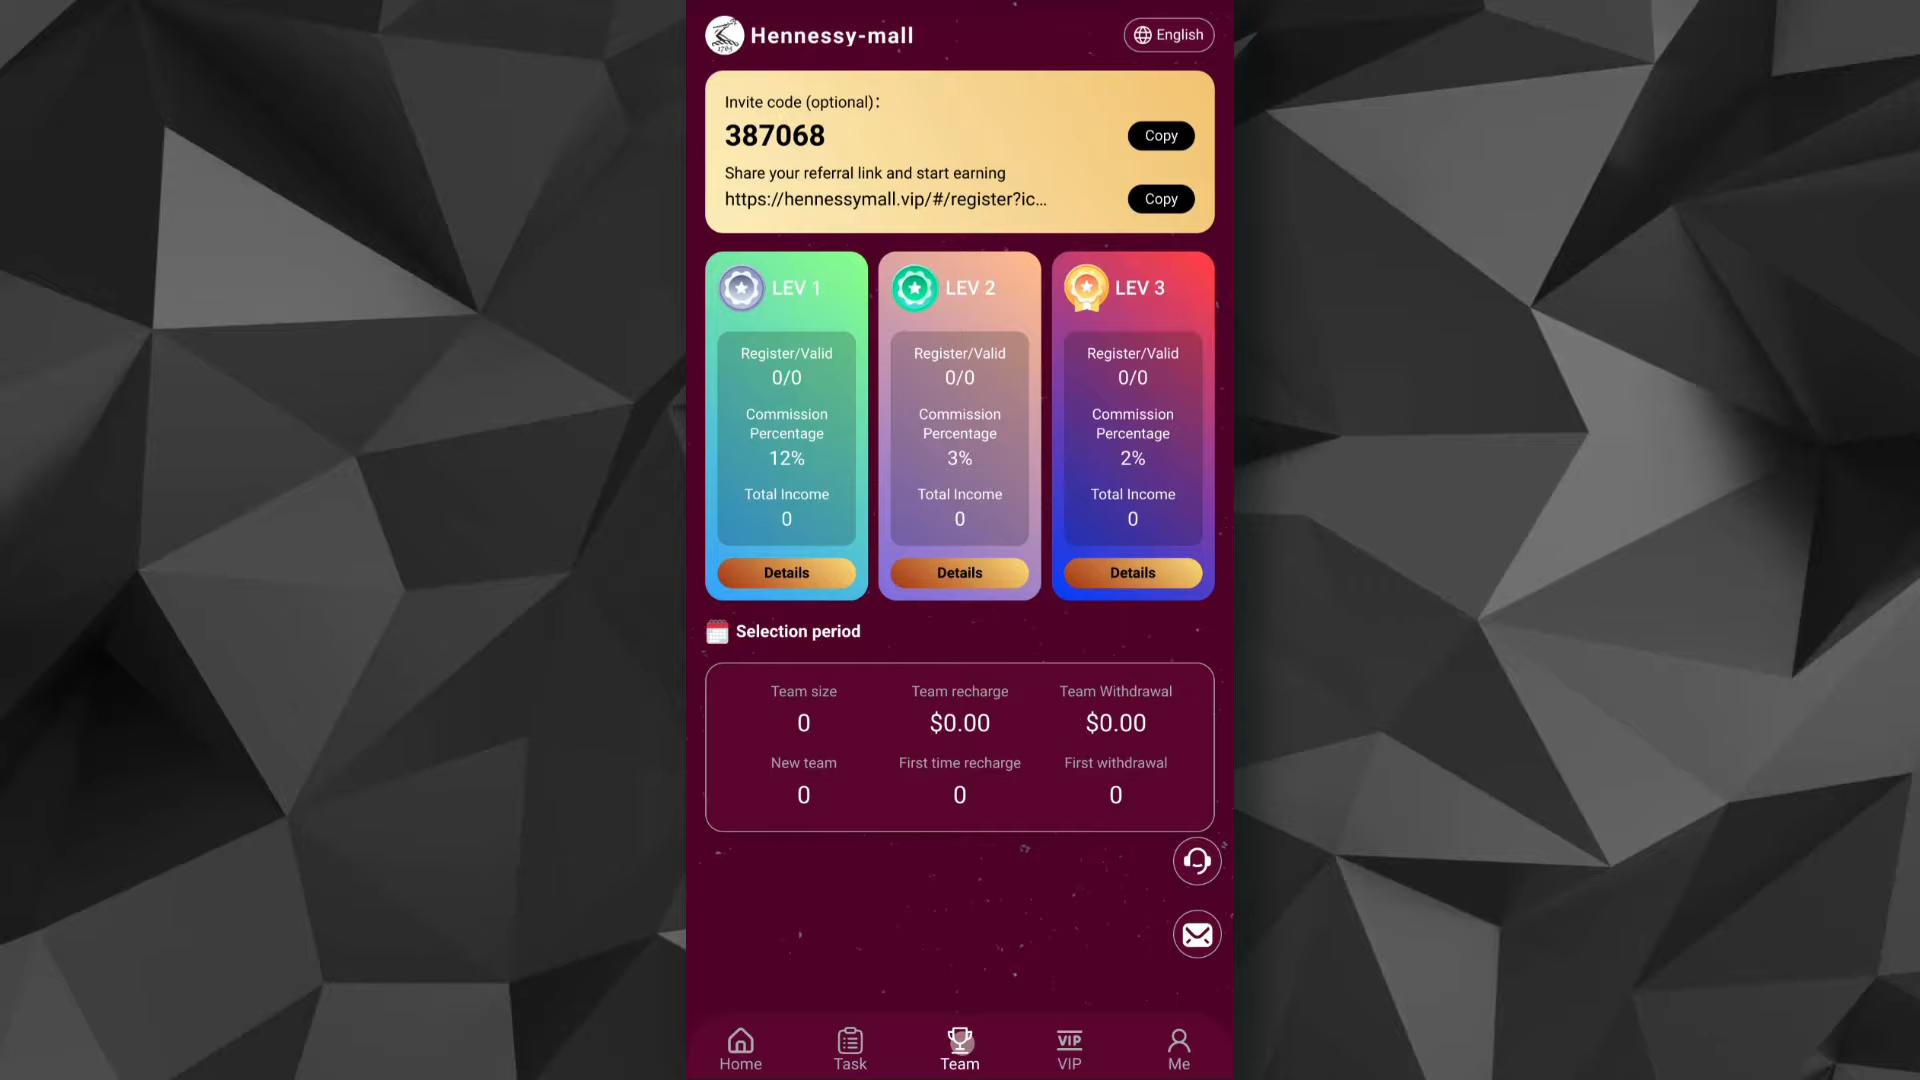 1765
Hennessy-mall
English
Invite code (optional):
387068
Copy
Share your referral link and start earning
https://hennessymall.vip/#/register?ic...
Copy
LEV 1
Register/Valid
0/0
Commission
Percentage
12%
Total Income
0
Details
LEV 2
Register/Valid
0/0
Commission
Percentage
3%
Total Income
0
Details
LEV 3
Register/Valid
0/0
Commission
Percentage
2%
Total Income
0
Details
Selection period
Team size
0
Team recharge
$0.00
Team Withdrawal
$0.00
New team
0
First time recharge
0
First withdrawal
0
Home
Task
Team
VIP
VIP
Me